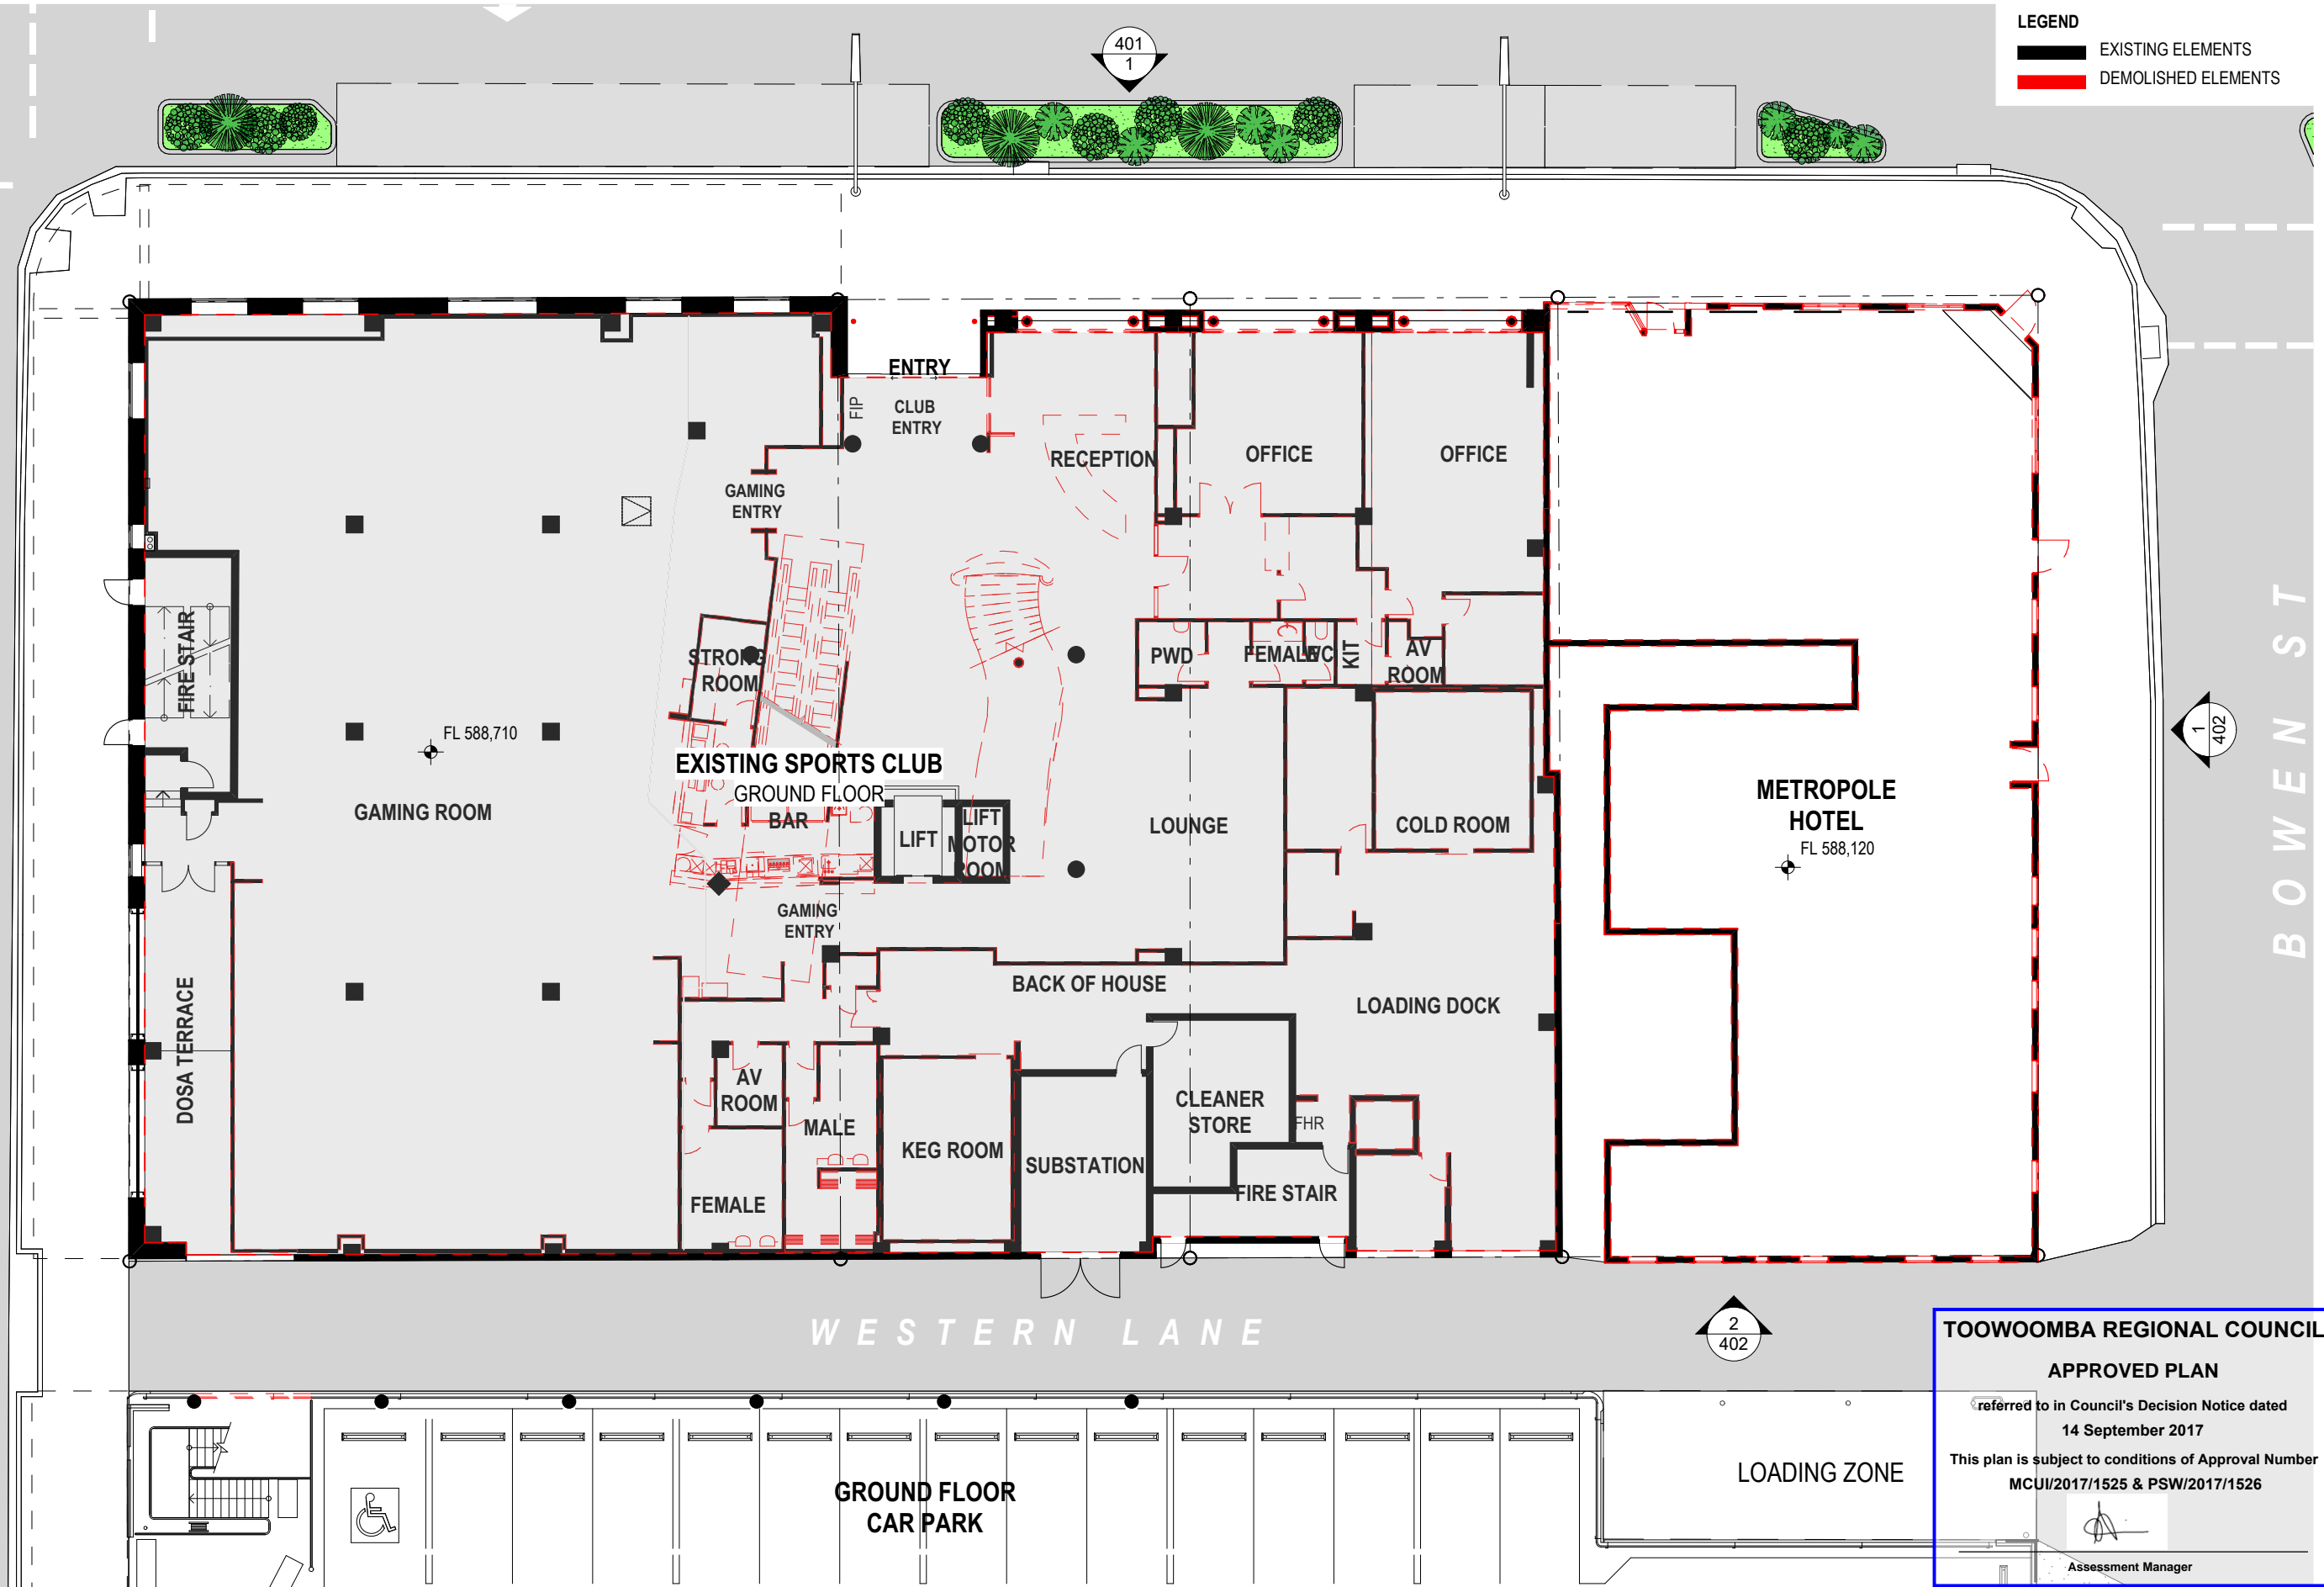 LEGEND
EXISTING ELEMENTS
DEMOLISHED ELEMENTS
401
1
ENTRY
FIP
CLUB
ENTRY
RECEPTION
OFFICE
OFFICE
GAMING
ENTRY
FIRE STAIR
STRONG
ROOM
PWD
FEMALE
WC
KIT
AV
ROOM
BOWEN ST
1
402
FL 588,710
EXISTING SPORTS CLUB
GROUND FLOOR
GAMING ROOM
BAR
LIFT
LIFT
MOTOR
ROOM
LOUNGE
COLD ROOM
METROPOLE
HOTEL
FL 588,120
GAMING
ENTRY
BACK OF HOUSE
LOADING DOCK
DOSA TERRACE
AV
ROOM
MALE
KEG ROOM
SUBSTATION
CLEANER
STORE
FHR
FIRE STAIR
FEMALE
WESTERN LANE
2
402
TOOWOOMBA REGIONAL COUNCIL
APPROVED PLAN
referred to in Council's Decision Notice dated
14 September 2017
This plan is subject to conditions of Approval Number
MCUI/2017/1525 & PSW/2017/1526
Assessment Manager
LOADING ZONE
GROUND FLOOR
CAR PARK